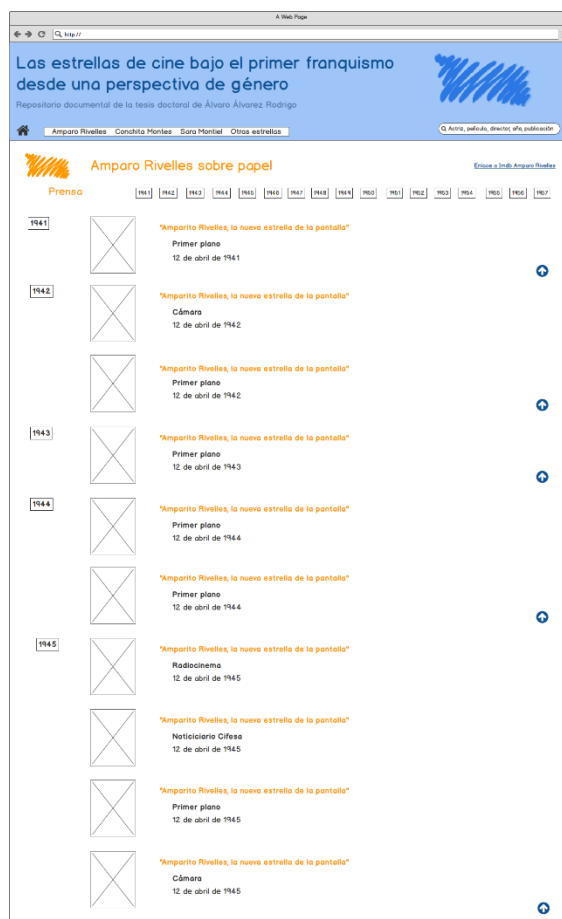 A Web Page
http://
Las estrellas de cine bajo el primer franquismo
desde una perspectiva de género
Repositorio documental de la tesis doctoral de Álvaro Álvarez Rodrigo
Amparo Rivelles Conchita Montes Sara Montiel Otras estrellas
Actriz, película, director, año, publicación
Amparo Rivelles sobre papel
Enlace a Imdb Amparo Rivelles
Prensa
1941 1942 1943 1944 1945 1946 1947 1948 1949 1950 1951 1952 1953 1954 1955 1956 1957
1941
"Amparito Rivelles, la nueva estrella de la pantalla"
Primer plano
12 de abril de 1941
1942
"Amparito Rivelles, la nueva estrella de la pantalla"
Cámara
12 de abril de 1942
"Amparito Rivelles, la nueva estrella de la pantalla"
Primer plano
12 de abril de 1942
1943
"Amparito Rivelles, la nueva estrella de la pantalla"
Primer plano
12 de abril de 1943
1944
"Amparito Rivelles, la nueva estrella de la pantalla"
Primer plano
12 de abril de 1944
"Amparito Rivelles, la nueva estrella de la pantalla"
Primer plano
12 de abril de 1944
1945
"Amparito Rivelles, la nueva estrella de la pantalla"
Radiocinema
12 de abril de 1945
"Amparito Rivelles, la nueva estrella de la pantalla"
Noticiciario Cifesa
12 de abril de 1945
"Amparito Rivelles, la nueva estrella de la pantalla"
Primer plano
12 de abril de 1945
"Amparito Rivelles, la nueva estrella de la pantalla"
Cámara
12 de abril de 1945